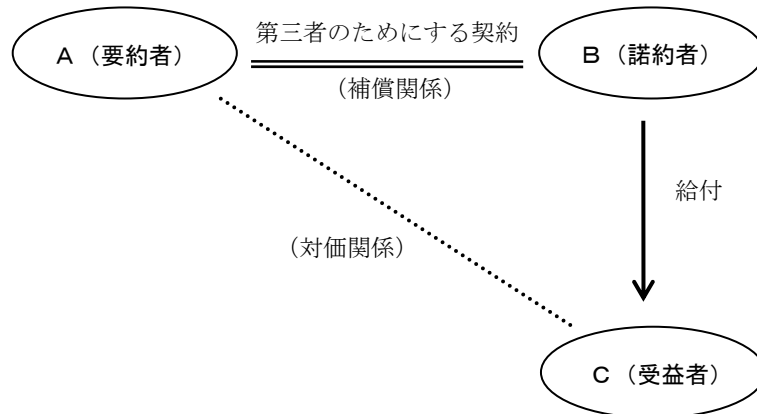 第三者のためにする契約
A（要約者）
B（諾約者）
（補償関係）
給付
（対価関係）
C（受益者）